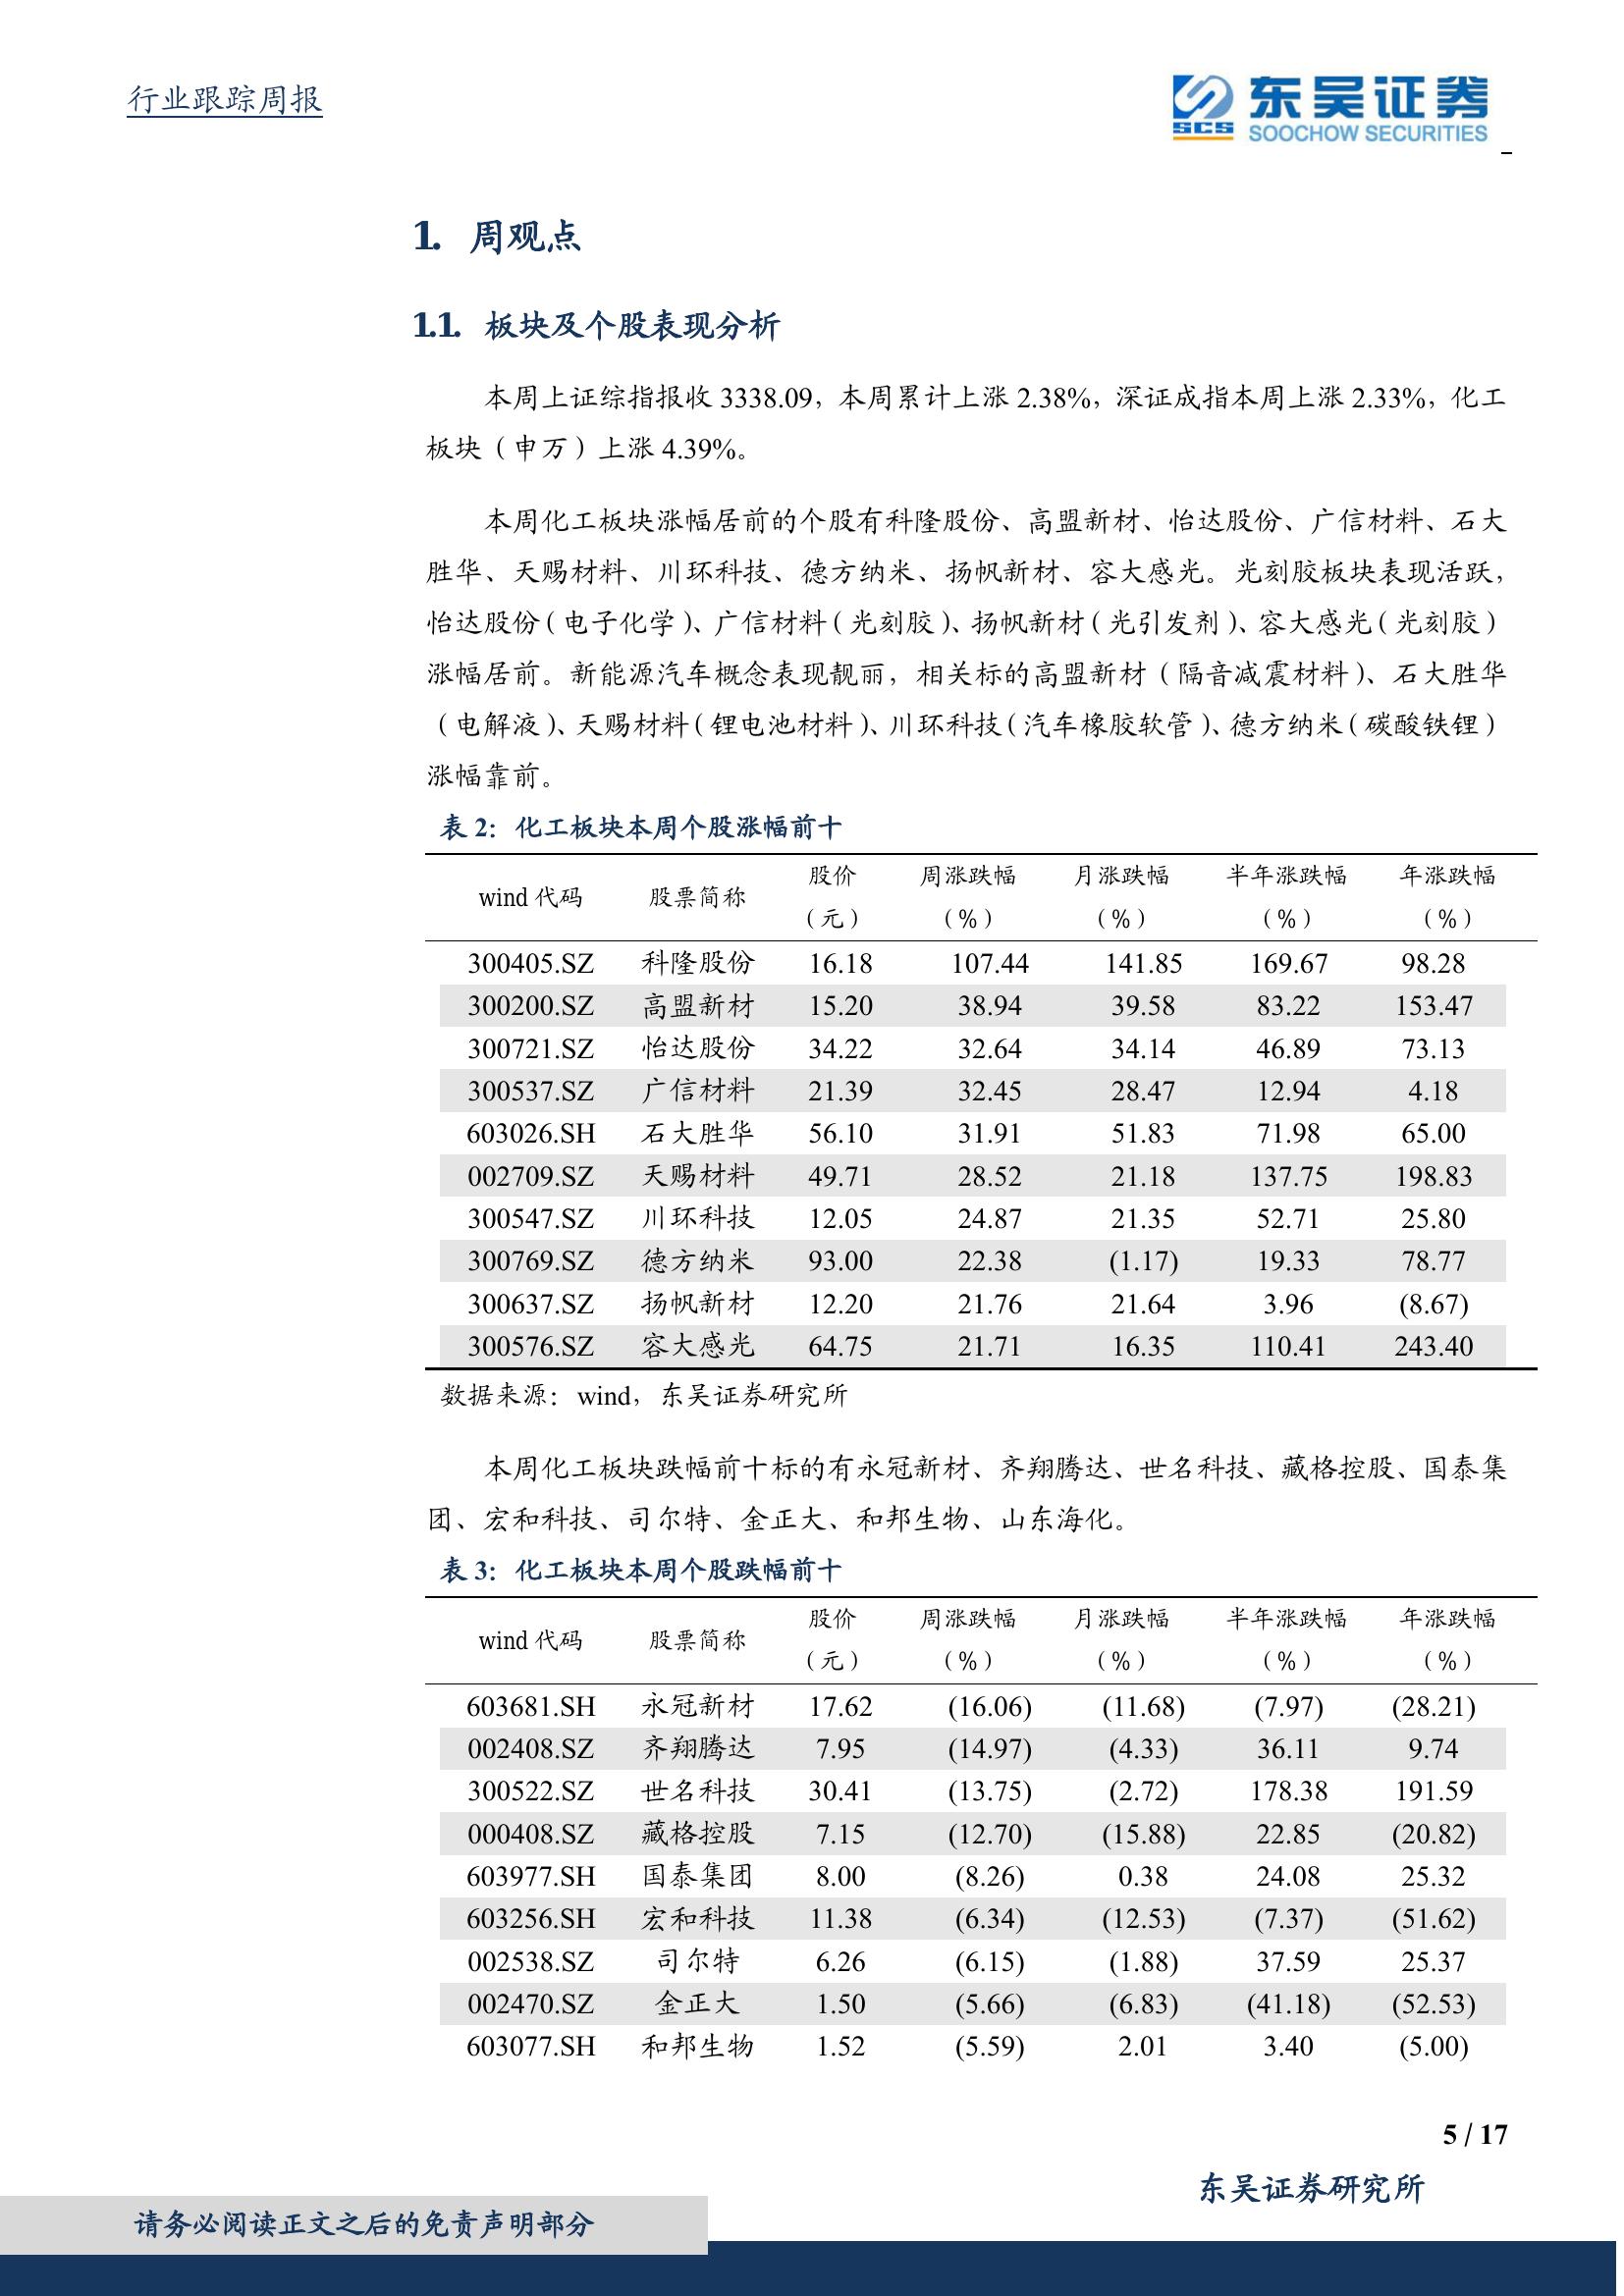 行业跟踪周报
SCS
东吴证券
SOOCHOW SECURITIES
1. 周观点
1.1. 板块及个股表现分析
本周上证综指报收 3338.09，本周累计上涨 2.38%，深证成指本周上涨 2.33%，化工
板块（申万）上涨 4.39%。
本周化工板块涨幅居前的个股有科隆股份、高盟新材、怡达股份、广信材料、石大
胜华、天赐材料、川环科技、德方纳米、扬帆新材、容大感光。光刻胶板块表现活跃，
怡达股份（电子化学）、广信材料（光刻胶）、扬帆新材（光引发剂）、容大感光（光刻胶）
涨幅居前。新能源汽车概念表现靓丽，相关标的高盟新材（隔音减震材料）、石大胜华
（电解液）、天赐材料（锂电池材料）、川环科技（汽车橡胶软管）、德方纳米（碳酸铁锂）
涨幅靠前。
表 2：化工板块本周个股涨幅前十
wind 代码 股票简称 股价（元） 周涨跌幅（%） 月涨跌幅（%） 半年涨跌幅（%） 年涨跌幅（%）
300405.SZ 科隆股份 16.18 107.44 141.85 169.67 98.28
300200.SZ 高盟新材 15.20 38.94 39.58 83.22 153.47
300721.SZ 怡达股份 34.22 32.64 34.14 46.89 73.13
300537.SZ 广信材料 21.39 32.45 28.47 12.94 4.18
603026.SH 石大胜华 56.10 31.91 51.83 71.98 65.00
002709.SZ 天赐材料 49.71 28.52 21.18 137.75 198.83
300547.SZ 川环科技 12.05 24.87 21.35 52.71 25.80
300769.SZ 德方纳米 93.00 22.38 (1.17) 19.33 78.77
300637.SZ 扬帆新材 12.20 21.76 21.64 3.96 (8.67)
300576.SZ 容大感光 64.75 21.71 16.35 110.41 243.40
数据来源：wind，东吴证券研究所
本周化工板块跌幅前十标的有永冠新材、齐翔腾达、世名科技、藏格控股、国泰集
团、宏和科技、司尔特、金正大、和邦生物、山东海化。
表 3：化工板块本周个股跌幅前十
wind 代码 股票简称 股价（元） 周涨跌幅（%） 月涨跌幅（%） 半年涨跌幅（%） 年涨跌幅（%）
603681.SH 永冠新材 17.62 (16.06) (11.68) (7.97) (28.21)
002408.SZ 齐翔腾达 7.95 (14.97) (4.33) 36.11 9.74
300522.SZ 世名科技 30.41 (13.75) (2.72) 178.38 191.59
000408.SZ 藏格控股 7.15 (12.70) (15.88) 22.85 (20.82)
603977.SH 国泰集团 8.00 (8.26) 0.38 24.08 25.32
603256.SH 宏和科技 11.38 (6.34) (12.53) (7.37) (51.62)
002538.SZ 司尔特 6.26 (6.15) (1.88) 37.59 25.37
002470.SZ 金正大 1.50 (5.66) (6.83) (41.18) (52.53)
603077.SH 和邦生物 1.52 (5.59) 2.01 3.40 (5.00)
5 / 17
东吴证券研究所
请务必阅读正文之后的免责声明部分